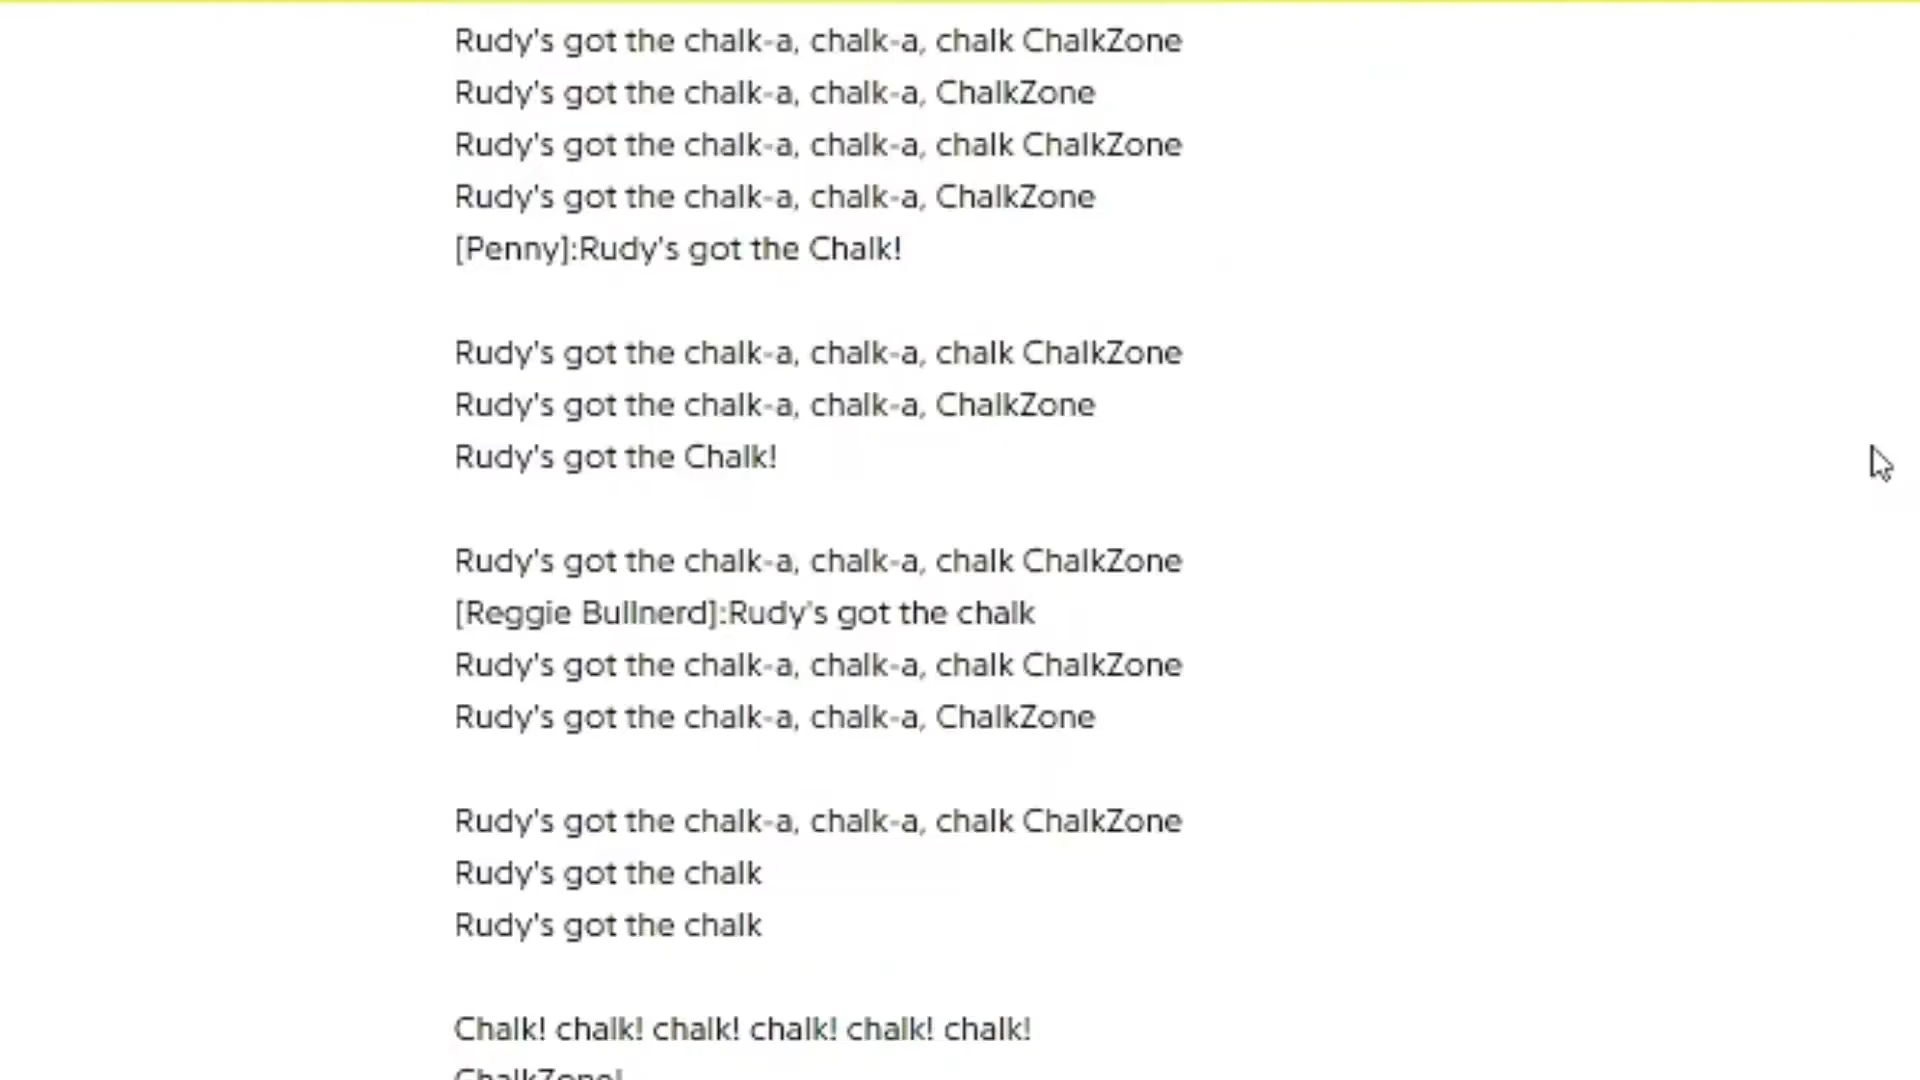 Rudy's got the chalk-a, chalk-a, chalk ChalkZone
Rudy's got the chalk-a, chalk-a, ChalkZone
Rudy's got the chalk-a, chalk-a, chalk ChalkZone
Rudy's got the chalk-a, chalk-a, ChalkZone
[Penny]:Rudy's got the Chalk!
Rudy's got the chalk-a, chalk-a, chalk ChalkZone
Rudy's got the chalk-a, chalk-a, ChalkZone
Rudy's got the Chalk!
Rudy's got the chalk-a, chalk-a, chalk ChalkZone
[Reggie Bullnerd]:Rudy's got the chalk
Rudy's got the chalk-a, chalk-a, chalk ChalkZone
Rudy's got the chalk-a, chalk-a, ChalkZone
Rudy's got the chalk-a, chalk-a, chalk ChalkZone
Rudy's got the chalk
Rudy's got the chalk
Chalk! chalk! chalk! chalk! chalk! chalk!
ChalkZone!